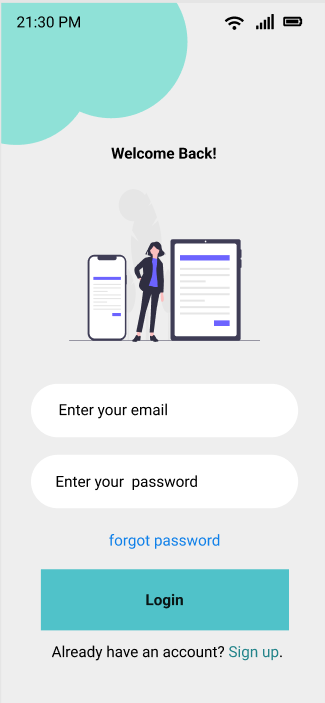 21:30 PM
Welcome Back!
Enter your email
Enter your  password
forgot password
Login
Already have an account? Sign up.